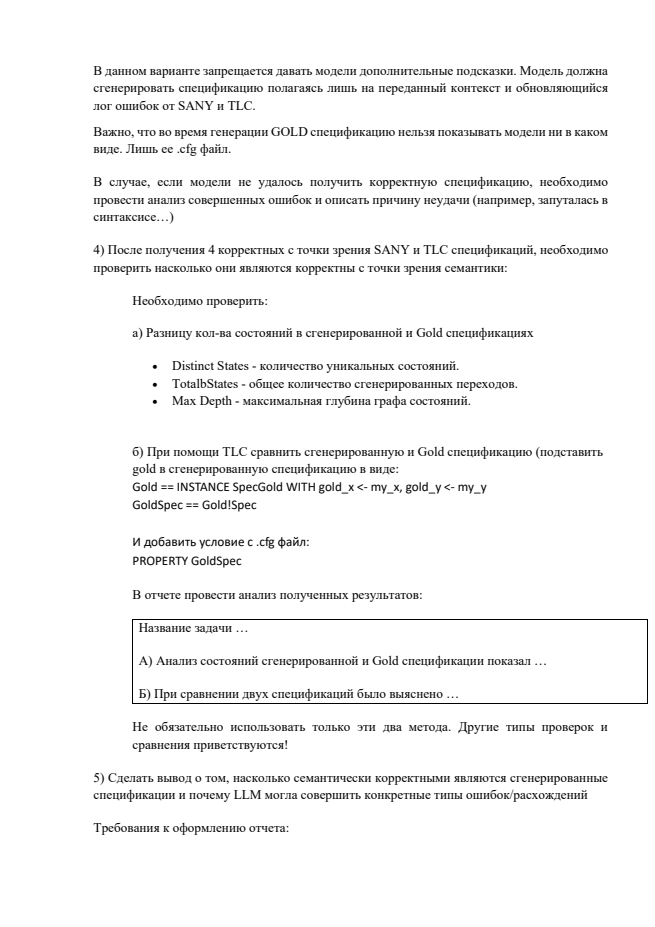 В данном варианте запрещается давать модели дополнительные подсказки. Модель должна
сгенерировать спецификацию полагаясь лишь на переданный контекст и обновляющийся
лог ошибок от SANY и TLC.
Важно, что во время генерации GOLD спецификацию нельзя показывать модели ни в каком
виде. Лишь ее .cfg файл.
В случае, если модели не удалось получить корректную спецификацию, необходимо
провести анализ совершенных ошибок и описать причину неудачи (например, запуталась в
синтаксисе…)
4) После получения 4 корректных с точки зрения SANY и TLC спецификаций, необходимо
проверить насколько они являются корректны с точки зрения семантики:
Необходимо проверить:
а) Разницу кол-ва состояний в сгенерированной и Gold спецификациях
• Distinct States - количество уникальных состояний.
• TotalbStates - общее количество сгенерированных переходов.
• Max Depth - максимальная глубина графа состояний.
б) При помощи TLC сравнить сгенерированную и Gold спецификацию (подставить
gold в сгенерированную спецификацию в виде:
Gold == INSTANCE SpecGold WITH gold_x <- my_x, gold_y <- my_y
GoldSpec == Gold!Spec
И добавить условие с .cfg файл:
PROPERTY GoldSpec
В отчете провести анализ полученных результатов:
Название задачи …
А) Анализ состояний сгенерированной и Gold спецификации показал …
Б) При сравнении двух спецификаций было выяснено …
Не обязательно использовать только эти два метода. Другие типы проверок и
сравнения приветствуются!
5) Сделать вывод о том, насколько семантически корректными являются сгенерированные
спецификации и почему LLM могла совершить конкретные типы ошибок/расхождений
Требования к оформлению отчета: